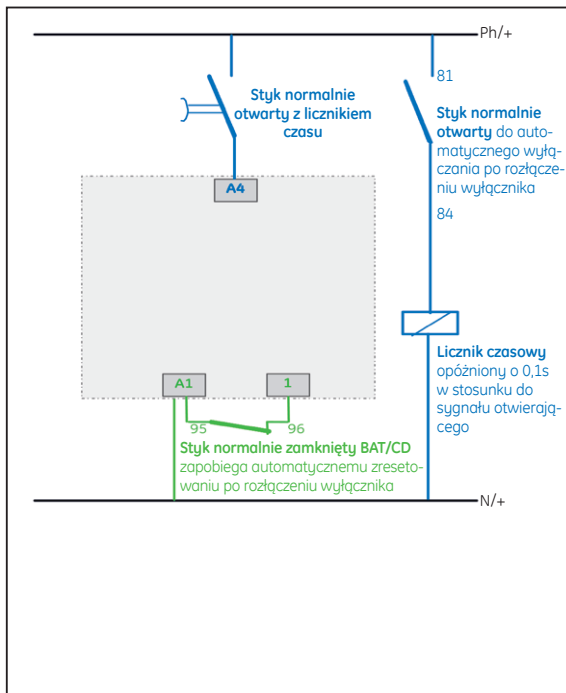 Ph/+
81
Styk normalnie
otwarty z licznikiem
czasu
Styk normalnie
otwarty do auto-
matycznego wyłą-
czania po rozłącze-
niu wyłącznika
A4
84
Licznik czasowy
opóźniony o 0,1s
w stosunku do
sygnału otwierają-
cego
A1
1
95
96
Styk normalnie zamknięty BAT/CD
zapobiega automatycznemu zreseto-
waniu po rozłączeniu wyłącznika
N/+